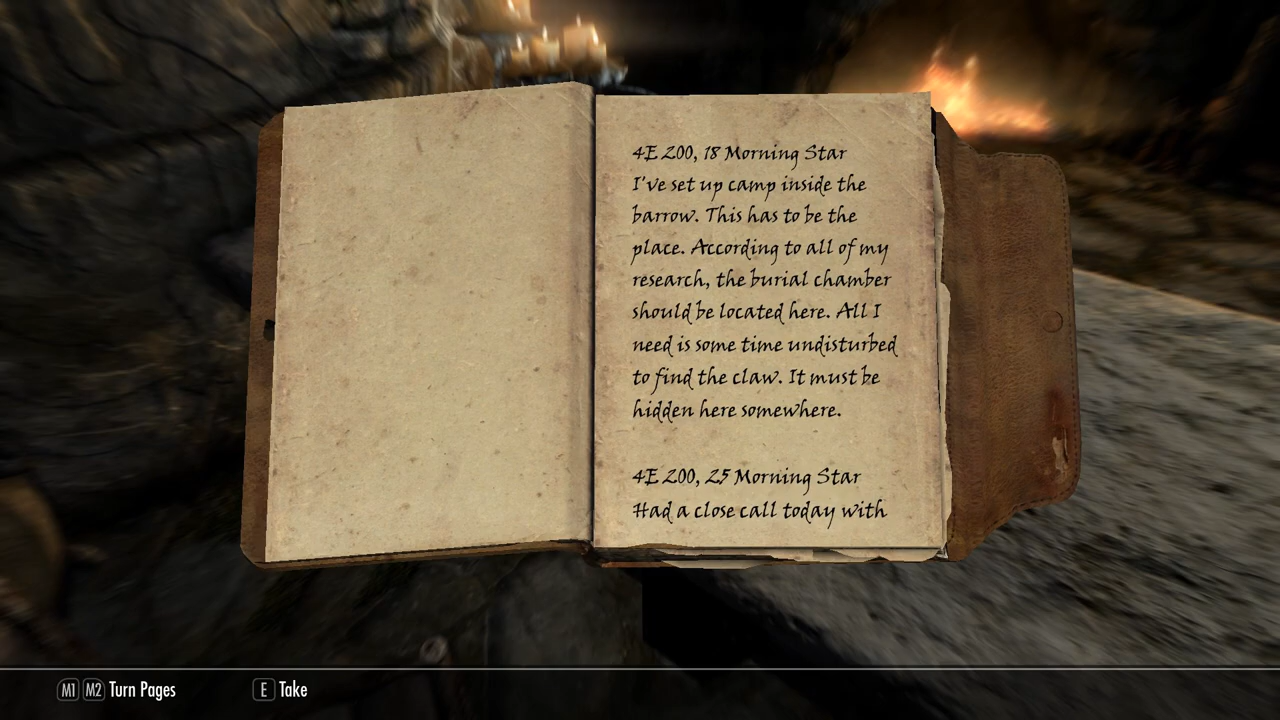 4E 200, 18 Morning Star
I've set up camp inside the
barrow. This has to be the
place. According to all of my
research, the burial chamber
should be located here. All I
need is some time undisturbed
to find the claw. It must be
hidden here somewhere.
4E 200, 25 Morning Star
Had a close call today with
M1 M2 Turn Pages
E Take